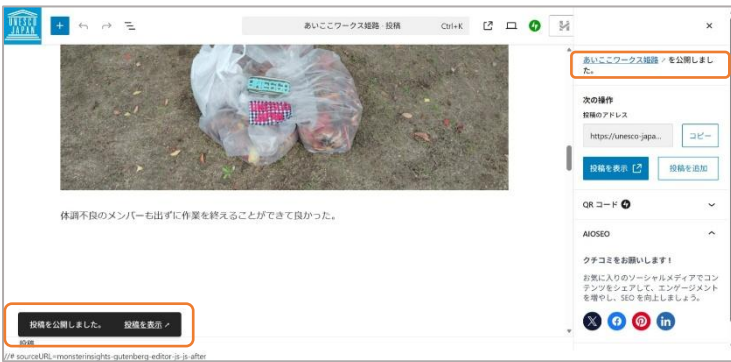 UNESCO
JAPAN
あいここワークス姫路 · 投稿
Ctrl+K
あいここワークス姫路 を公開しました。
次の操作
投稿のアドレス
https://unesco-japa...
コピー
投稿を表示
投稿を追加
QR コード
AIOSEO
クチコミをお願いします！
お気に入りのソーシャルメディアでコン
テンツをシェアして、エンゲージメント
を増やし、SEO を向上しましょう。
体調不良のメンバーも出ずに作業を終えることができて良かった。
投稿を公開しました。
投稿を表示
投稿
//# sourceURL=monsterinsights-gutenberg-editor-js-js-after